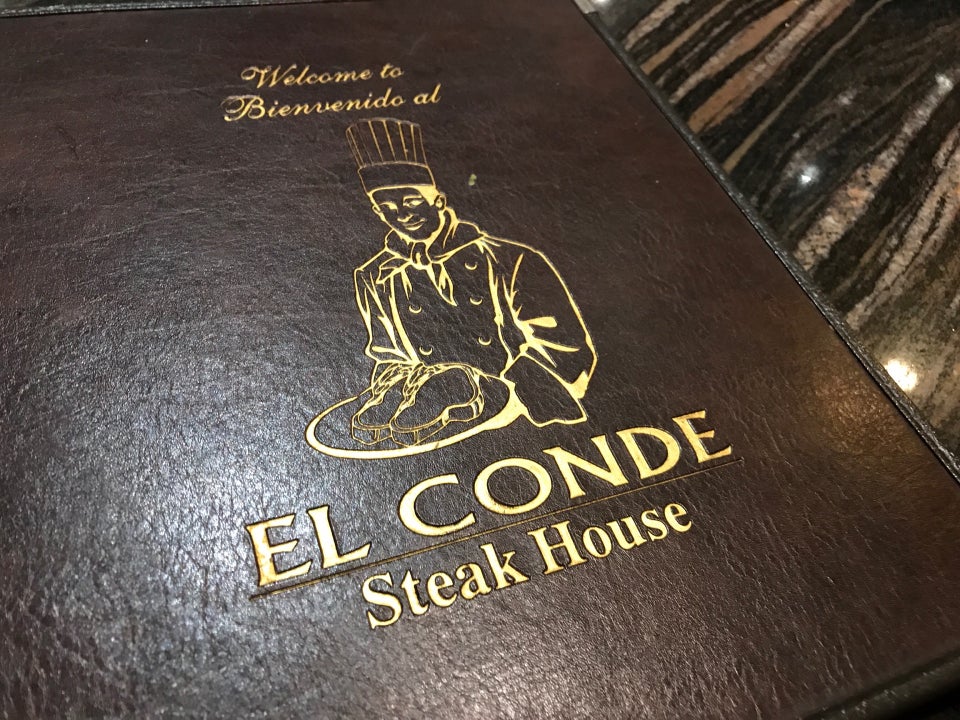 Welcome to
Bienvenido al
EL CONDE
Steak House